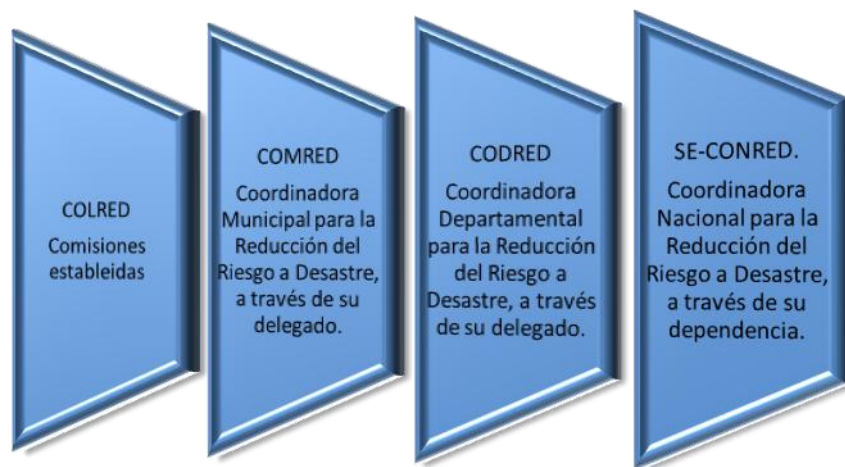 COLRED
Comisiones
estableidas
COMRED
Coordinadora
Municipal para la
Reducción del
Riesgo a Desastre,
a través de su
delegado.
CODRED
Coordinadora
Departamental
para la Reducción
del Riesgo a
Desastre, a través
de su delegado.
SE-CONRED.
Coordinadora
Nacional para la
Reducción del
Riesgo a Desastre,
a través de su
dependencia.